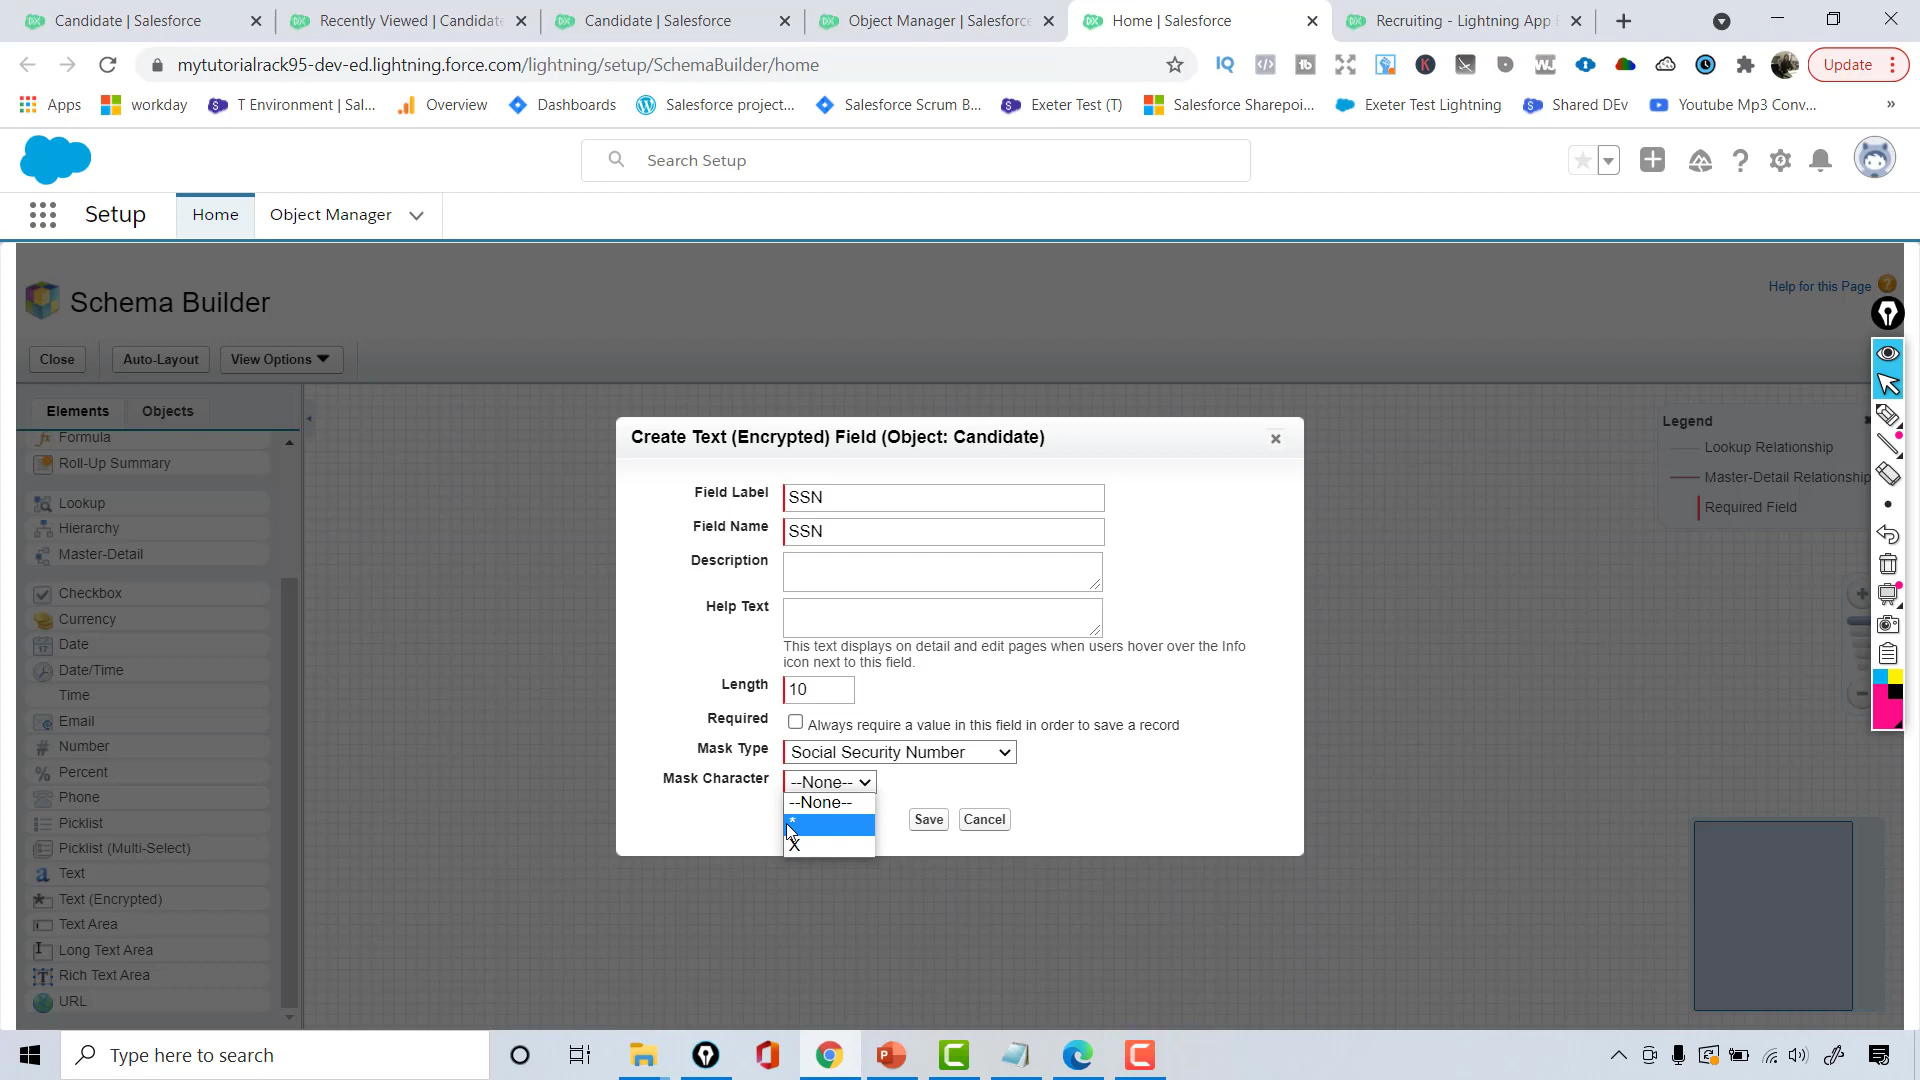 Candidate | Salesforce
Recently Viewed | Candidate
Candidate | Salesforce
Object Manager | Salesforce
Home | Salesforce
Recruiting - Lightning App
mytutorialrack95-dev-ed.lightning.force.com/lightning/setup/SchemaBuilder/home
Update
Apps
workday
T Environment | Sal...
Overview
Dashboards
Salesforce project...
Salesforce Scrum B...
Exeter Test (T)
Salesforce Sharepoi...
Exeter Test Lightning
Shared DEv
Youtube Mp3 Conv...
Search Setup
Setup
Home
Object Manager
Schema Builder
Help for this Page
Close
Auto-Layout
View Options
Elements
Objects
Formula
Roll-Up Summary
Lookup
Hierarchy
Master-Detail
Checkbox
Currency
Date
Date/Time
Time
Email
Number
Percent
Phone
Picklist
Picklist (Multi-Select)
Text
Text (Encrypted)
Text Area
Long Text Area
Rich Text Area
URL
Create Text (Encrypted) Field (Object: Candidate)
Field Label SSN
Field Name SSN
Description
Help Text
This text displays on detail and edit pages when users hover over the Info
icon next to this field.
Length 10
Required Always require a value in this field in order to save a record
Mask Type Social Security Number
Mask Character --None--
--None--
*
X
Save
Cancel
Legend
Lookup Relationship
Master-Detail Relationship
Required Field
Type here to search